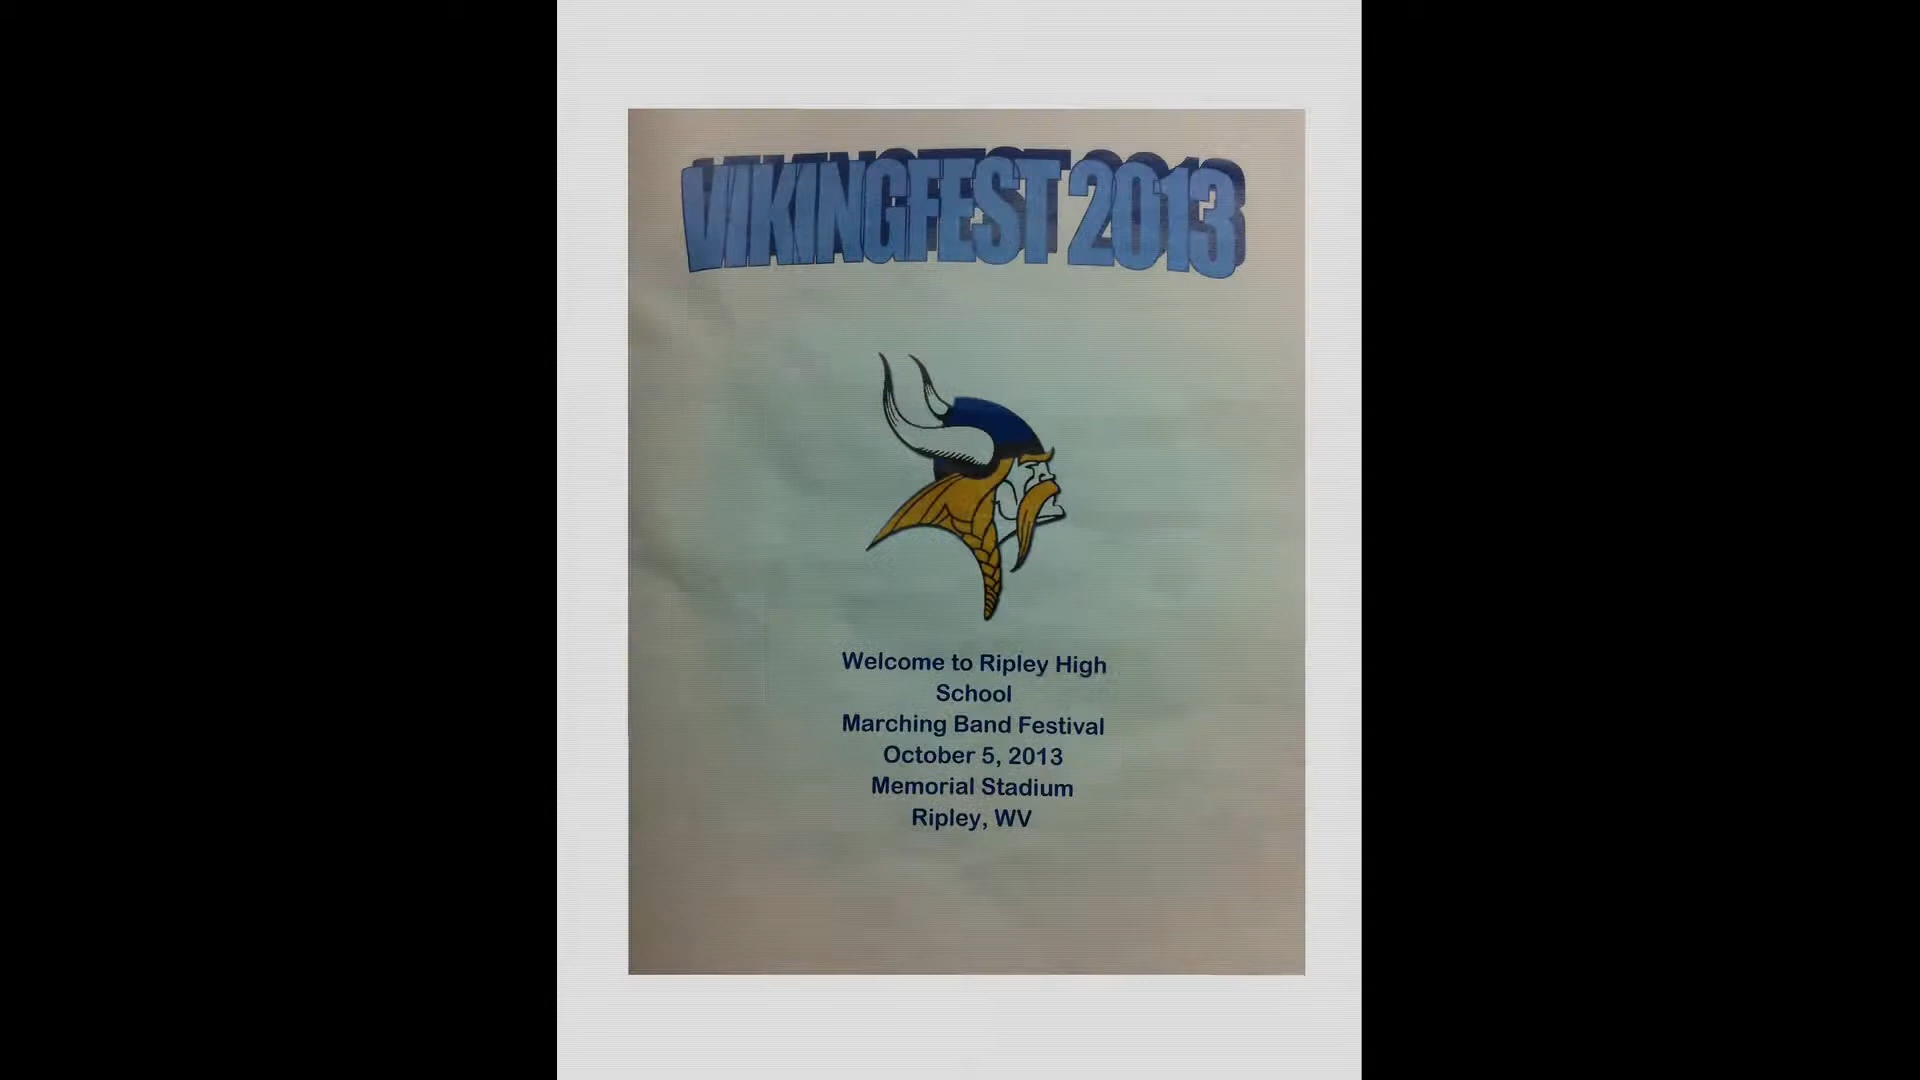 VIKINGFEST 2013
Welcome to Ripley High
School
Marching Band Festival
October 5, 2013
Memorial Stadium
Ripley, WV